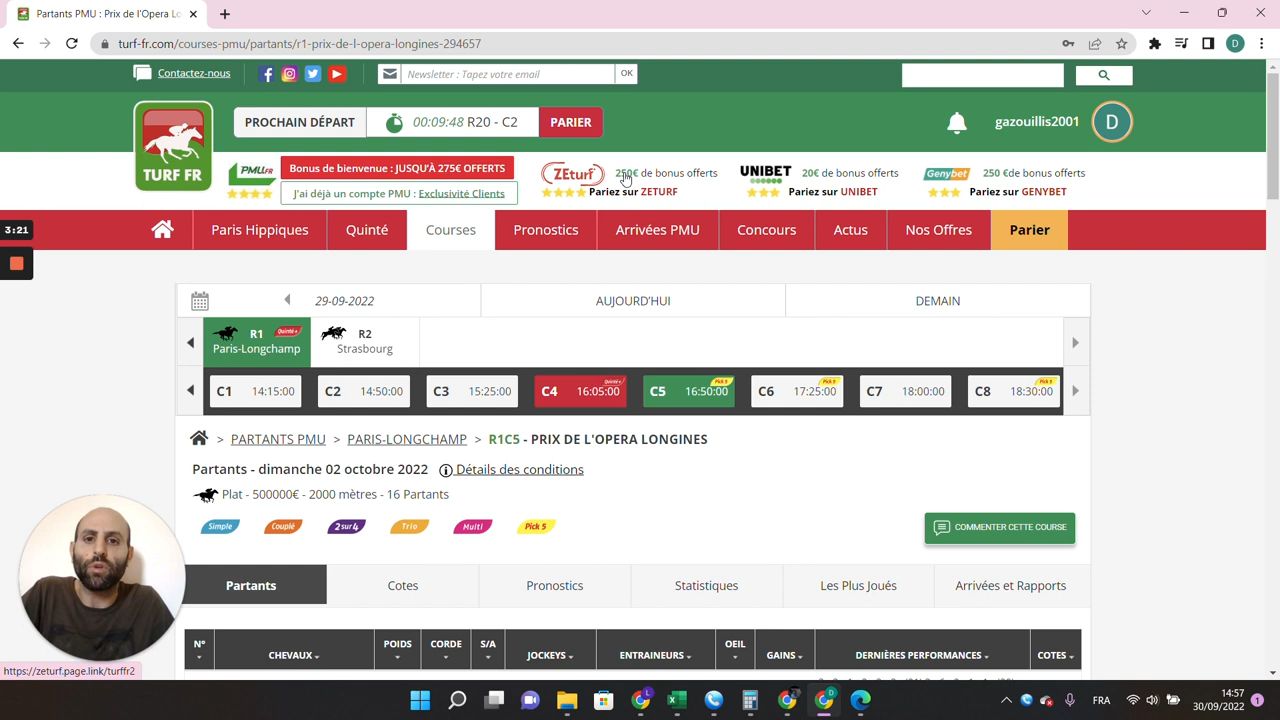 Partants PMU : Prix de l'Opera Lo
turf-fr.com/courses-pmu/partants/r1-prix-de-l-opera-longines-294657
D
Contactez-nous
Newsletter : Tapez votre email
OK
TURF FR
PROCHAIN DÉPART
00:09:48 R20 - C2
PARIER
gazouillis2001
D
PMU.FR
Bonus de bienvenue : JUSQU'À 275€ OFFERTS
J'ai déjà un compte PMU : Exclusivité Clients
ZEturf
250€ de bonus offerts
Pariez sur ZETURF
UNIBET
20€ de bonus offerts
Pariez sur UNIBET
Genybet
250 €de bonus offerts
Pariez sur GENYBET
3:21
Paris Hippiques
Quinté
Courses
Pronostics
Arrivées PMU
Concours
Actus
Nos Offres
Parier
29-09-2022
AUJOURD'HUI
DEMAIN
R1 Quinté+
Paris-Longchamp
R2
Strasbourg
C1 14:15:00
C2 14:50:00
C3 15:25:00
C4 16:05:00 Quinté+
C5 16:50:00 Pick 5
C6 17:25:00 Pick 5
C7 18:00:00
C8 18:30:00 Pick 5
> PARTANTS PMU > PARIS-LONGCHAMP > R1C5 - PRIX DE L'OPERA LONGINES
Partants - dimanche 02 octobre 2022 Détails des conditions
Plat - 500000€ - 2000 mètres - 16 Partants
Simple
Couplé
2sur4
Trio
Multi
Pick 5
COMMENTER CETTE COURSE
Partants
Cotes
Pronostics
Statistiques
Les Plus Joués
Arrivées et Rapports
N°
CHEVAUX
POIDS
CORDE
S/A
JOCKEYS
ENTRAINEURS
OEIL
GAINS
DERNIÈRES PERFORMANCES
COTES
https://zeturf.page.link/turffr2
L
D
FRA
14:57
30/09/2022
1